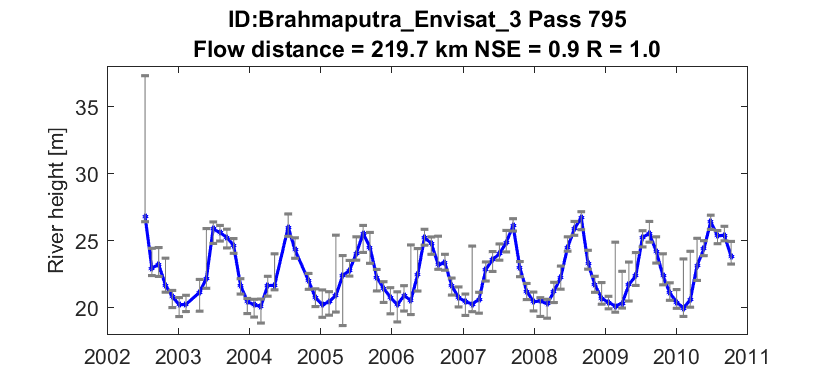 ID:Brahmaputra_Envisat_3 Pass 795
Flow distance = 219.7 km NSE = 0.9 R = 1.0
River height [m]
35
30
25
20
2002 2003 2004 2005 2006 2007 2008 2009 2010 2011